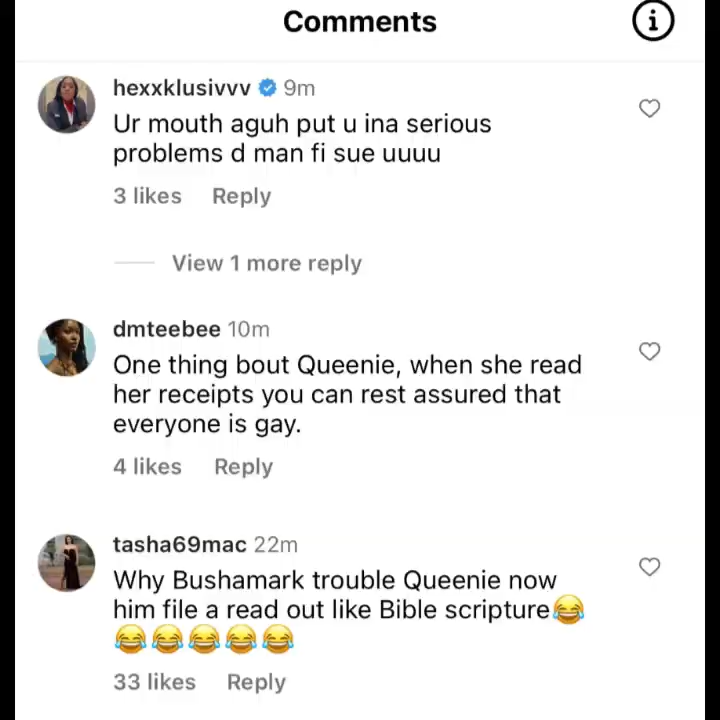 Comments
hexxklusivvv 9m
Ur mouth aguh put u ina serious
problems d man fi sue uuuu
3 likes Reply
View 1 more reply
dmteebee 10m
One thing bout Queenie, when she read
her receipts you can rest assured that
everyone is gay.
4 likes Reply
tasha69mac 22m
Why Bushamark trouble Queenie now
him file a read out like Bible scripture😂
😂😂😂😂😂
33 likes Reply